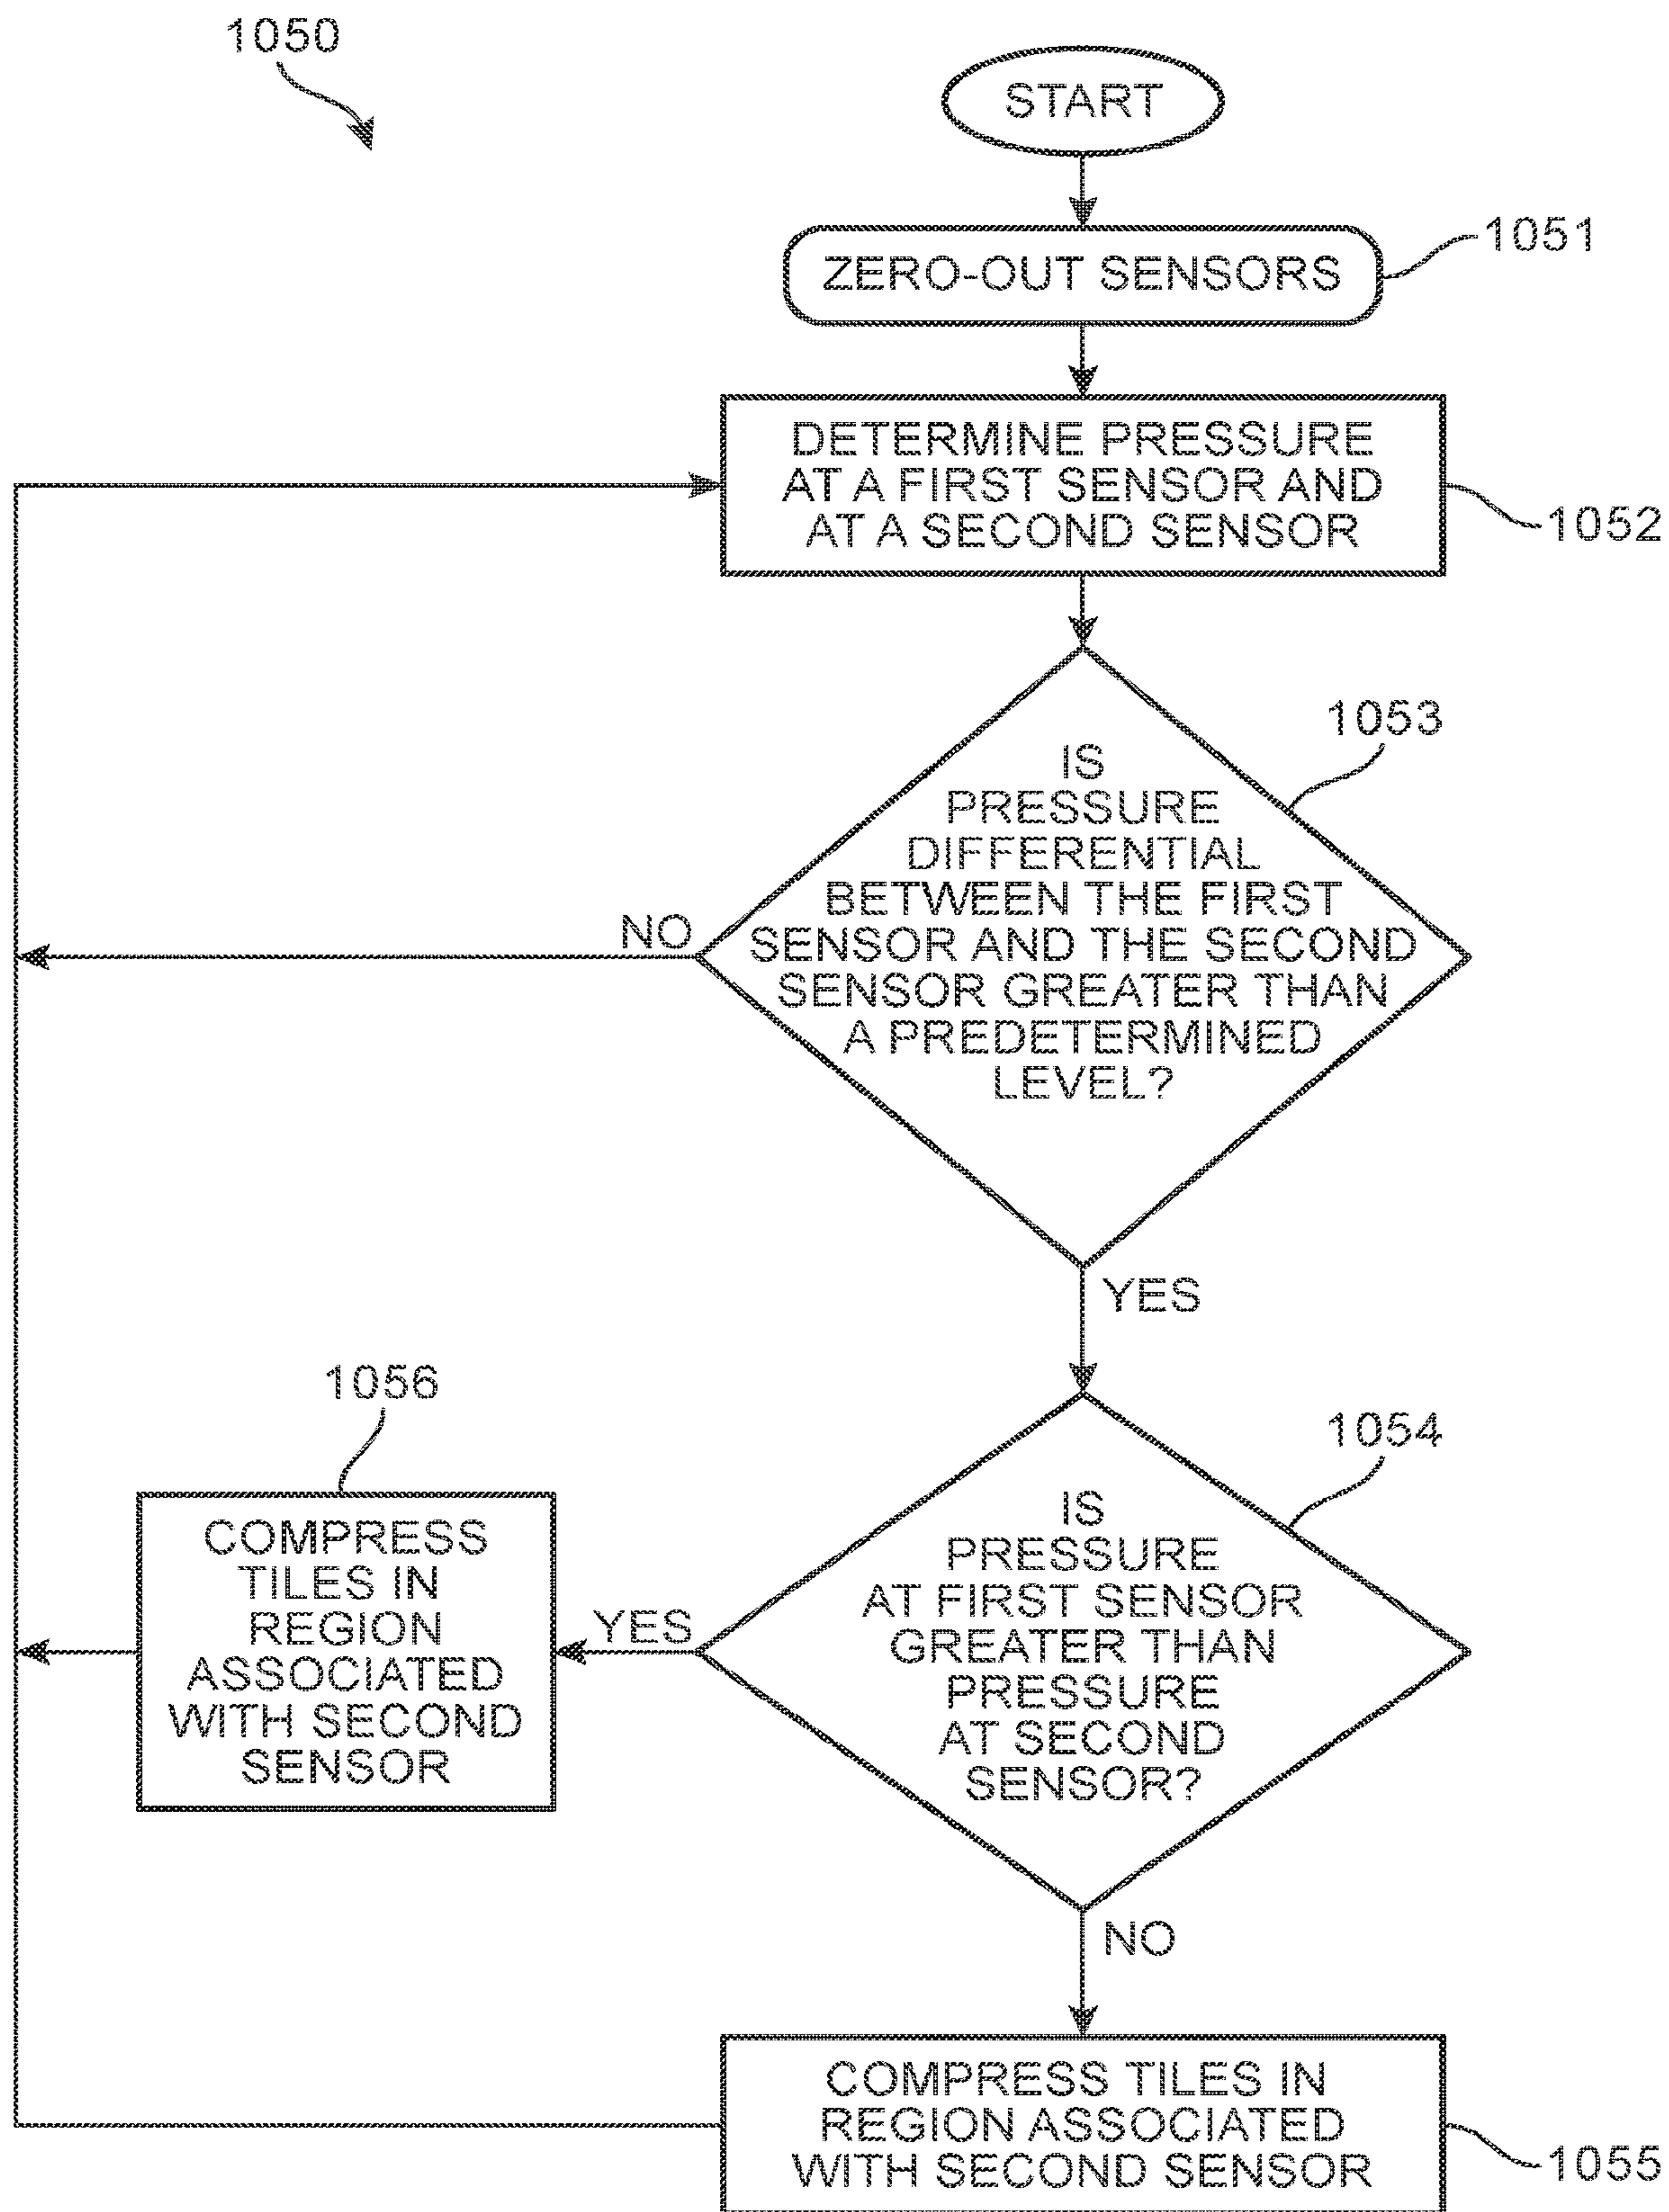 1050
START
ZERO-OUT SENSORS
1051
DETERMINE PRESSURE
AT A FIRST SENSOR AND
AT A SECOND SENSOR
1052
1053
IS
PRESSURE
DIFFERENTIAL
BETWEEN THE FIRST
SENSOR AND THE SECOND
SENSOR GREATER THAN
A PREDETERMINED
LEVEL?
NO
YES
1054
IS
PRESSURE
AT FIRST SENSOR
GREATER THAN
PRESSURE
AT SECOND
SENSOR?
YES
1056
COMPRESS
TILES IN
REGION
ASSOCIATED
WITH SECOND
SENSOR
NO
COMPRESS TILES IN
REGION ASSOCIATED
WITH SECOND SENSOR
1055